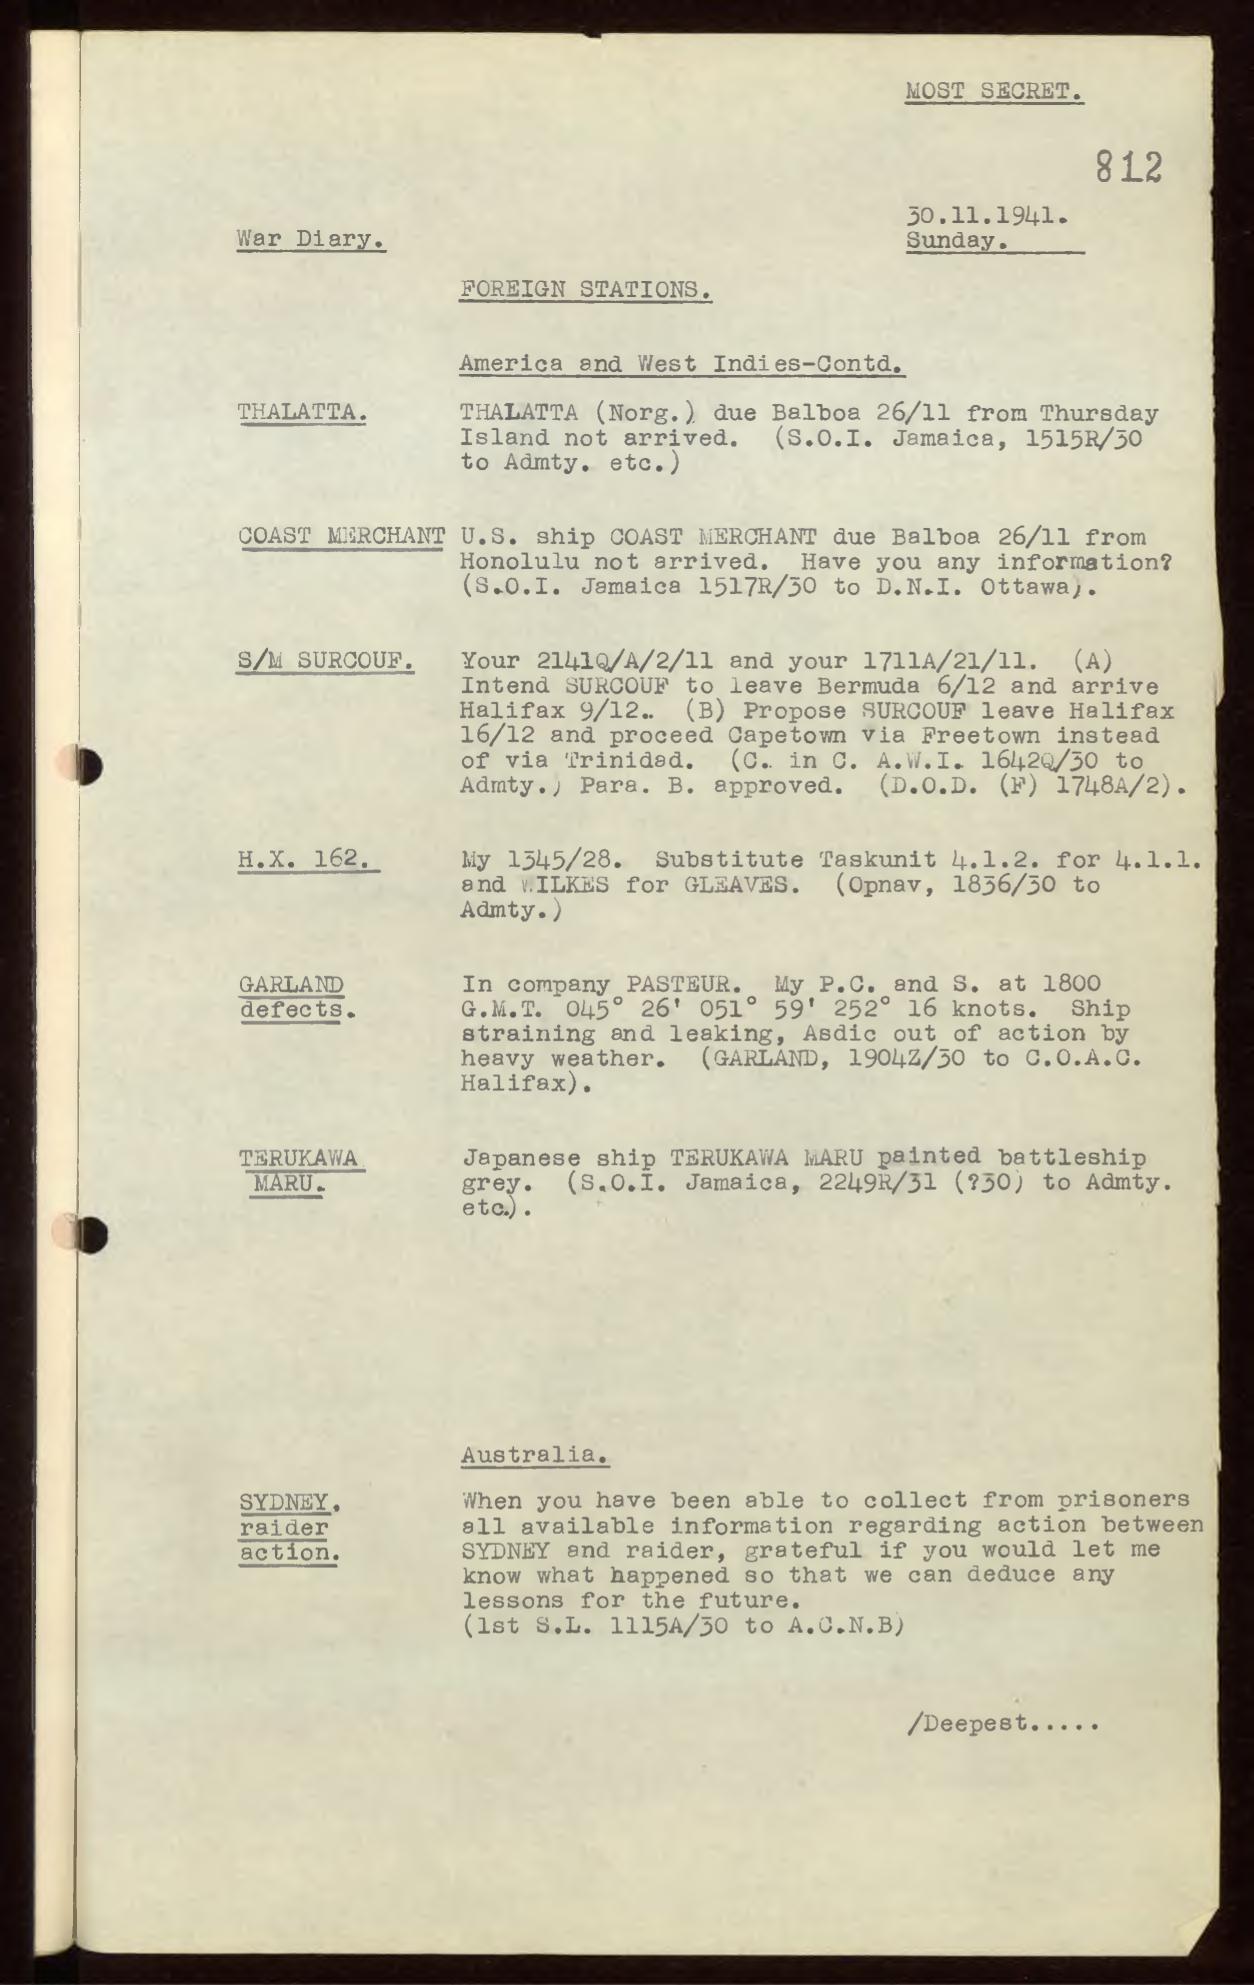 MOST SECRET.
812
30.11.1941.
War Diary.
Sunday.
FOREIGN STATIONS.
America and West Indies-Contd.
THALATTA. THALATTA (Norg.) due Balboa 26/11 from Thursday
Island not arrived. (S.O.I. Jamaica, 1515R/30
to Admty. etc.)
COAST MERCHANT U.S. ship COAST MERCHANT due Balboa 26/11 from
Honolulu not arrived. Have you any information?
(S.O.I. Jamaica 1517R/30 to D.N.I. Ottawa).
S/M SURCOUF. Your 2141Q/A/2/11 and your 1711A/21/11. (A)
Intend SURCOUF to leave Bermuda 6/12 and arrive
Halifax 9/12.. (B) Propose SURCOUF leave Halifax
16/12 and proceed Capetown via Freetown instead
of via Trinidad. (C. in C. A.W.I. 1642Q/30 to
Admty.) Para. B. approved. (D.O.D. (F) 1748A/2).
H.X. 162. My 1345/28. Substitute Taskunit 4.1.2. for 4.1.1.
and WILKES for GLEAVES. (Opnav, 1836/30 to
Admty.)
GARLAND In company PASTEUR. My P.C. and S. at 1800
defects. G.M.T. 045° 26' 051° 59' 252° 16 knots. Ship
straining and leaking, Asdic out of action by
heavy weather. (GARLAND, 1904Z/30 to C.O.A.C.
Halifax).
TERUKAWA Japanese ship TERUKAWA MARU painted battleship
MARU. grey. (S.O.I. Jamaica, 2249R/31 (?30) to Admty.
etc.).
Australia.
SYDNEY. When you have been able to collect from prisoners
raider all available information regarding action between
action. SYDNEY and raider, grateful if you would let me
know what happened so that we can deduce any
lessons for the future.
(1st S.L. 1115A/30 to A.C.N.B)
/Deepest.....